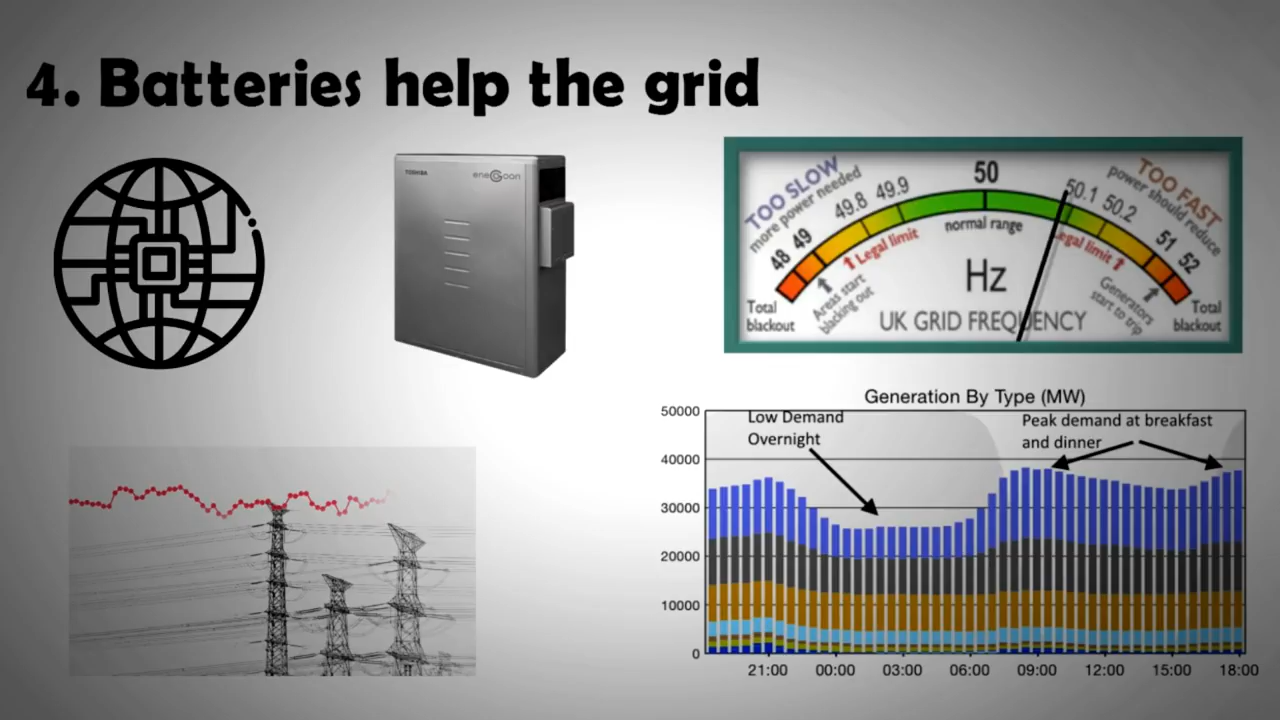 4. Batteries help the grid
TOSHIBA
eneGoon
TOO SLOW
more power needed
TOO FAST
power should reduce
48
49
49.8
49.9
50
50.1
50.2
51
52
normal range
Legal limit
egal limit
Areas start
blacking out
Generators
start to trip
Hz
Total
blackout
UK GRID FREQUENCY
Total
blackout
Generation By Type (MW)
50000
40000
30000
20000
10000
0
Low Demand
Overnight
Peak demand at breakfast
and dinner
21:00
00:00
03:00
06:00
09:00
12:00
15:00
18:00